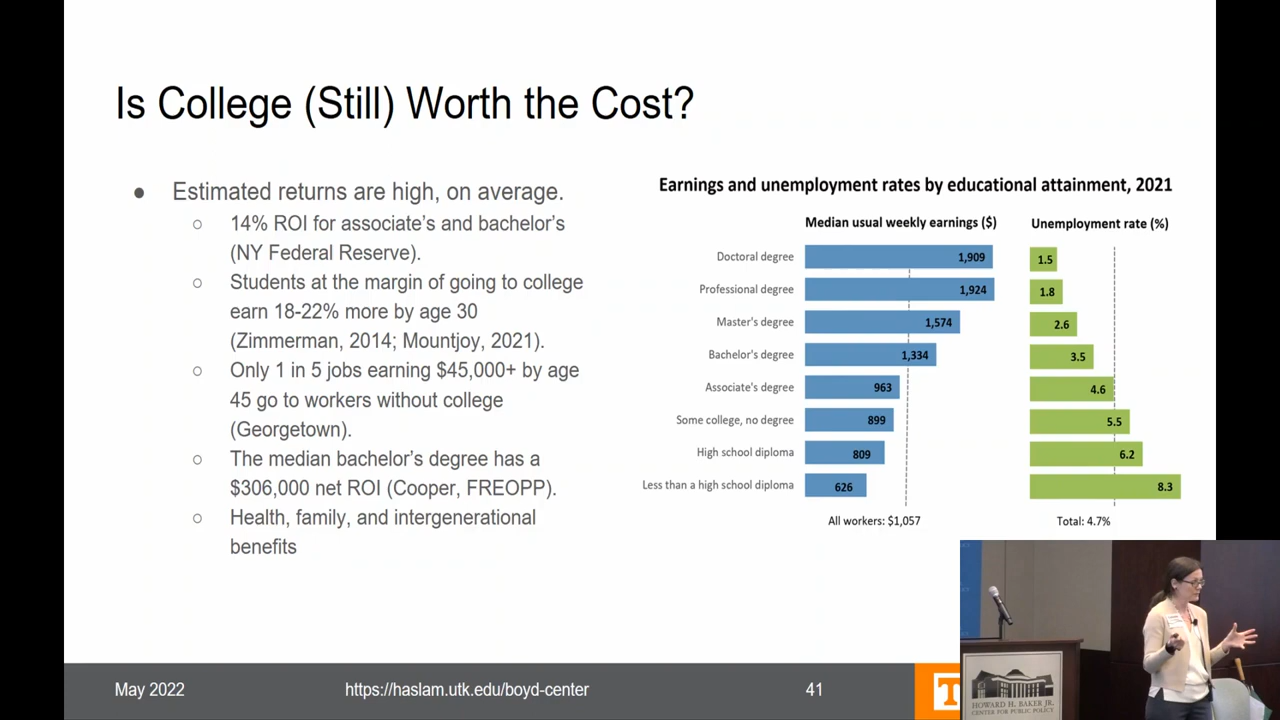 Is College (Still) Worth the Cost?
● Estimated returns are high, on average.
○ 14% ROI for associate’s and bachelor’s
(NY Federal Reserve).
○ Students at the margin of going to college
earn 18-22% more by age 30
(Zimmerman, 2014; Mountjoy, 2021).
○ Only 1 in 5 jobs earning $45,000+ by age
45 go to workers without college
(Georgetown).
○ The median bachelor’s degree has a
$306,000 net ROI (Cooper, FREOPP).
○ Health, family, and intergenerational
benefits
Earnings and unemployment rates by educational attainment, 2021
Median usual weekly earnings ($) Unemployment rate (%)
Doctoral degree 1,909 1.5
Professional degree 1,924 1.8
Master's degree 1,574 2.6
Bachelor's degree 1,334 3.5
Associate's degree 963 4.6
Some college, no degree 899 5.5
High school diploma 809 6.2
Less than a high school diploma 626 8.3
All workers: $1,057 Total: 4.7%
May 2022 https://haslam.utk.edu/boyd-center 41
T
HOWARD H. BAKER JR.
CENTER FOR PUBLIC POLICY